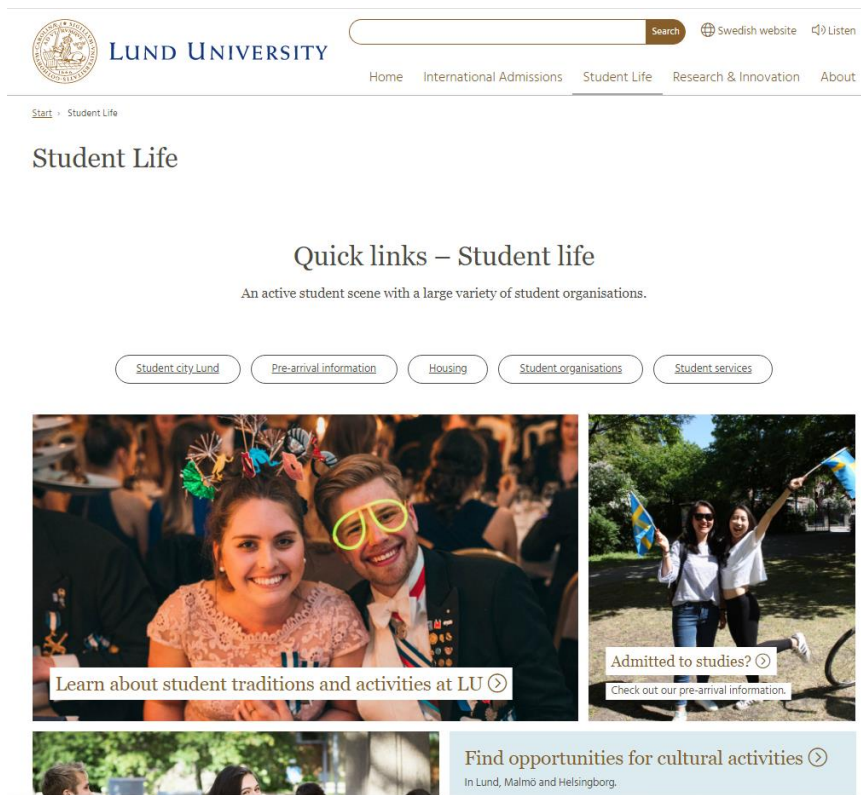 LUND UNIVERSITY
Search
Swedish website
Listen
Home
International Admissions
Student Life
Research & Innovation
About
Start › Student Life
Student Life
Quick links – Student life
An active student scene with a large variety of student organisations.
Student city Lund
Pre-arrival information
Housing
Student organisations
Student services
Learn about student traditions and activities at LU
Admitted to studies?
Check out our pre-arrival information.
Find opportunities for cultural activities
In Lund, Malmö and Helsingborg.